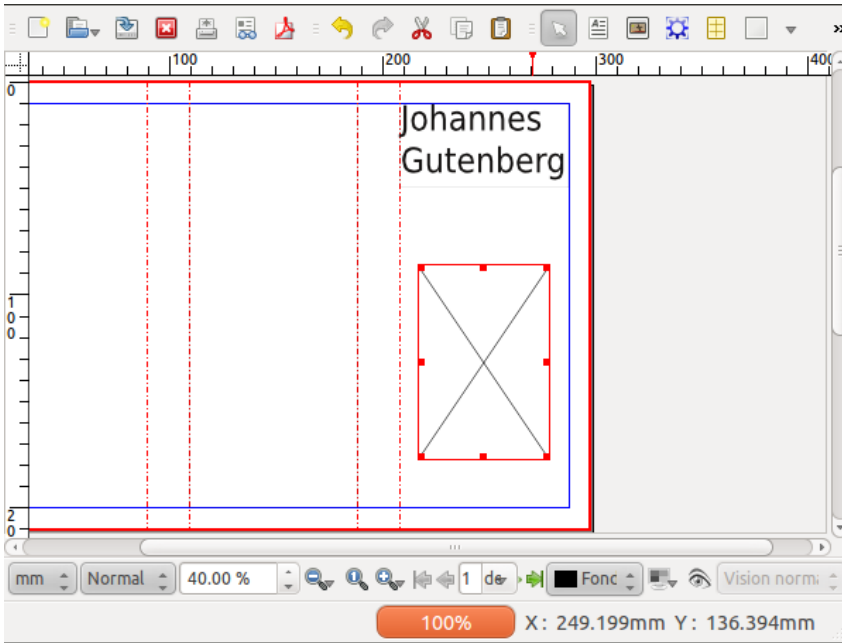 100
200
300
400
0
Johannes
Gutenberg
1
0
0
2
0
mm
Normal
40.00 %
1
de
Fonc
Vision norm
100%
X: 249.199mm Y: 136.394mm